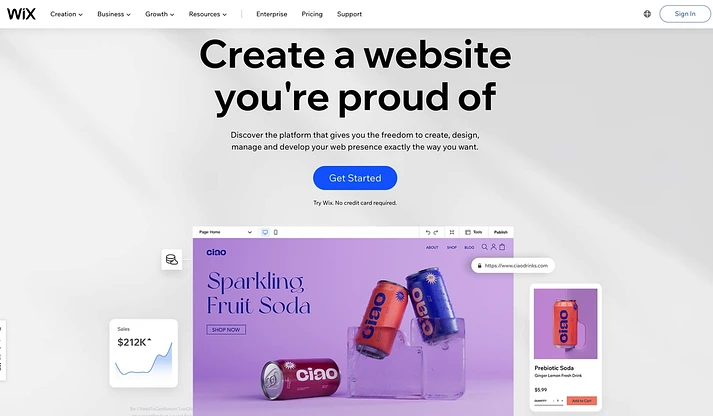 WiX
Creation
Business
Growth
Resources
Enterprise
Pricing
Support
Sign In
Create a website
you're proud of
Discover the platform that gives you the freedom to create, design,
manage and develop your web presence exactly the way you want.
Get Started
Try Wix. No credit card required.
Page: Home
Tools
Publish
ciao
ABOUT
SHOP
BLOG
https://www.ciaodrinks.com
Sparkling
Fruit Soda
SHOP NOW
ciao
ciao
ciao
Sales
$212K
ciao
Prebiotic Soda
Ginger Lemon Fresh Drink
$5.99
QUANTITY
Add to Cart